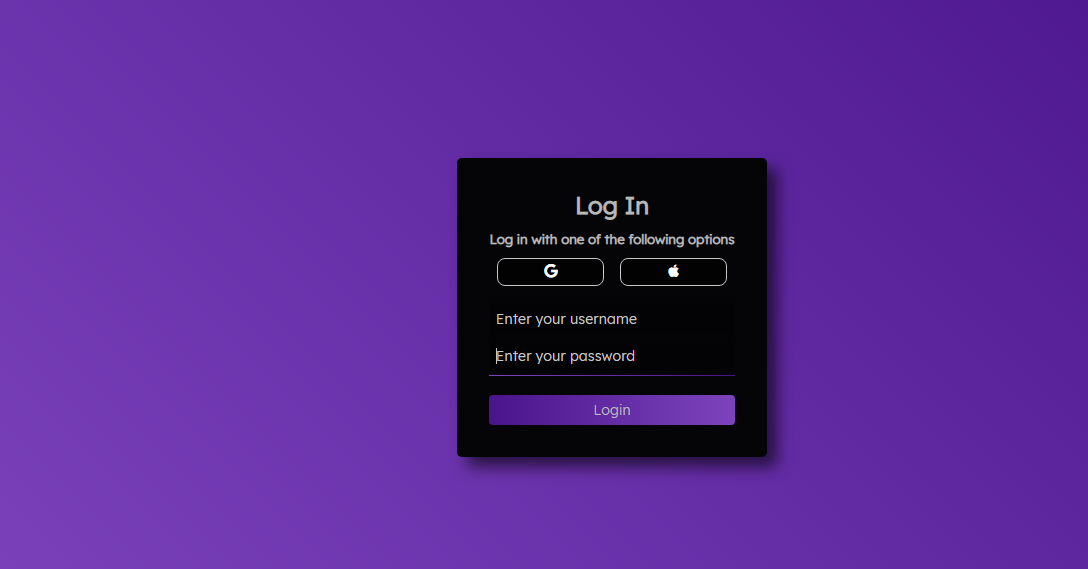 Log In
Log in with one of the following options
Enter your username
Enter your password
Login